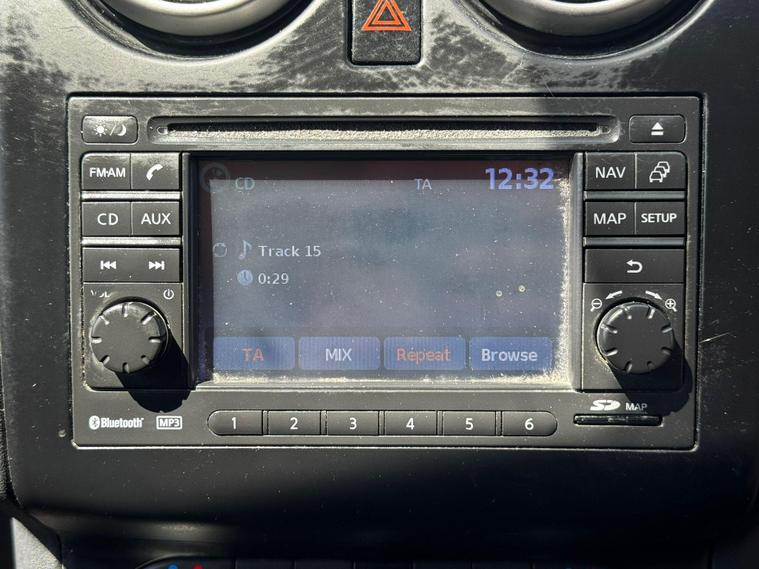 FM·AM
CD TA 12:32
NAV
CD AUX
MAP SETUP
Track 15
0:29
TA MIX Repeat Browse
Bluetooth MP3
1 2 3 4 5 6
SD MAP